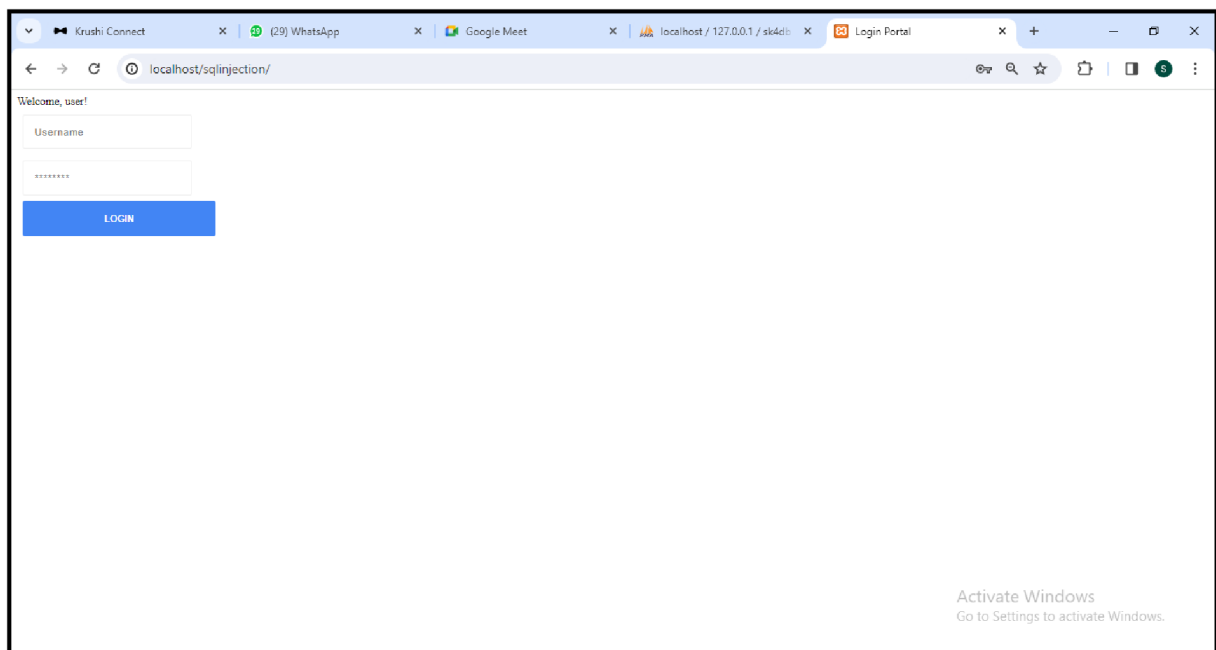 Krushi Connect
(29) WhatsApp
Google Meet
localhost / 127.0.0.1 / sk4db
Login Portal
localhost/sqlinjection/
S
Welcome, user!
Username
********
LOGIN
Activate Windows
Go to Settings to activate Windows.